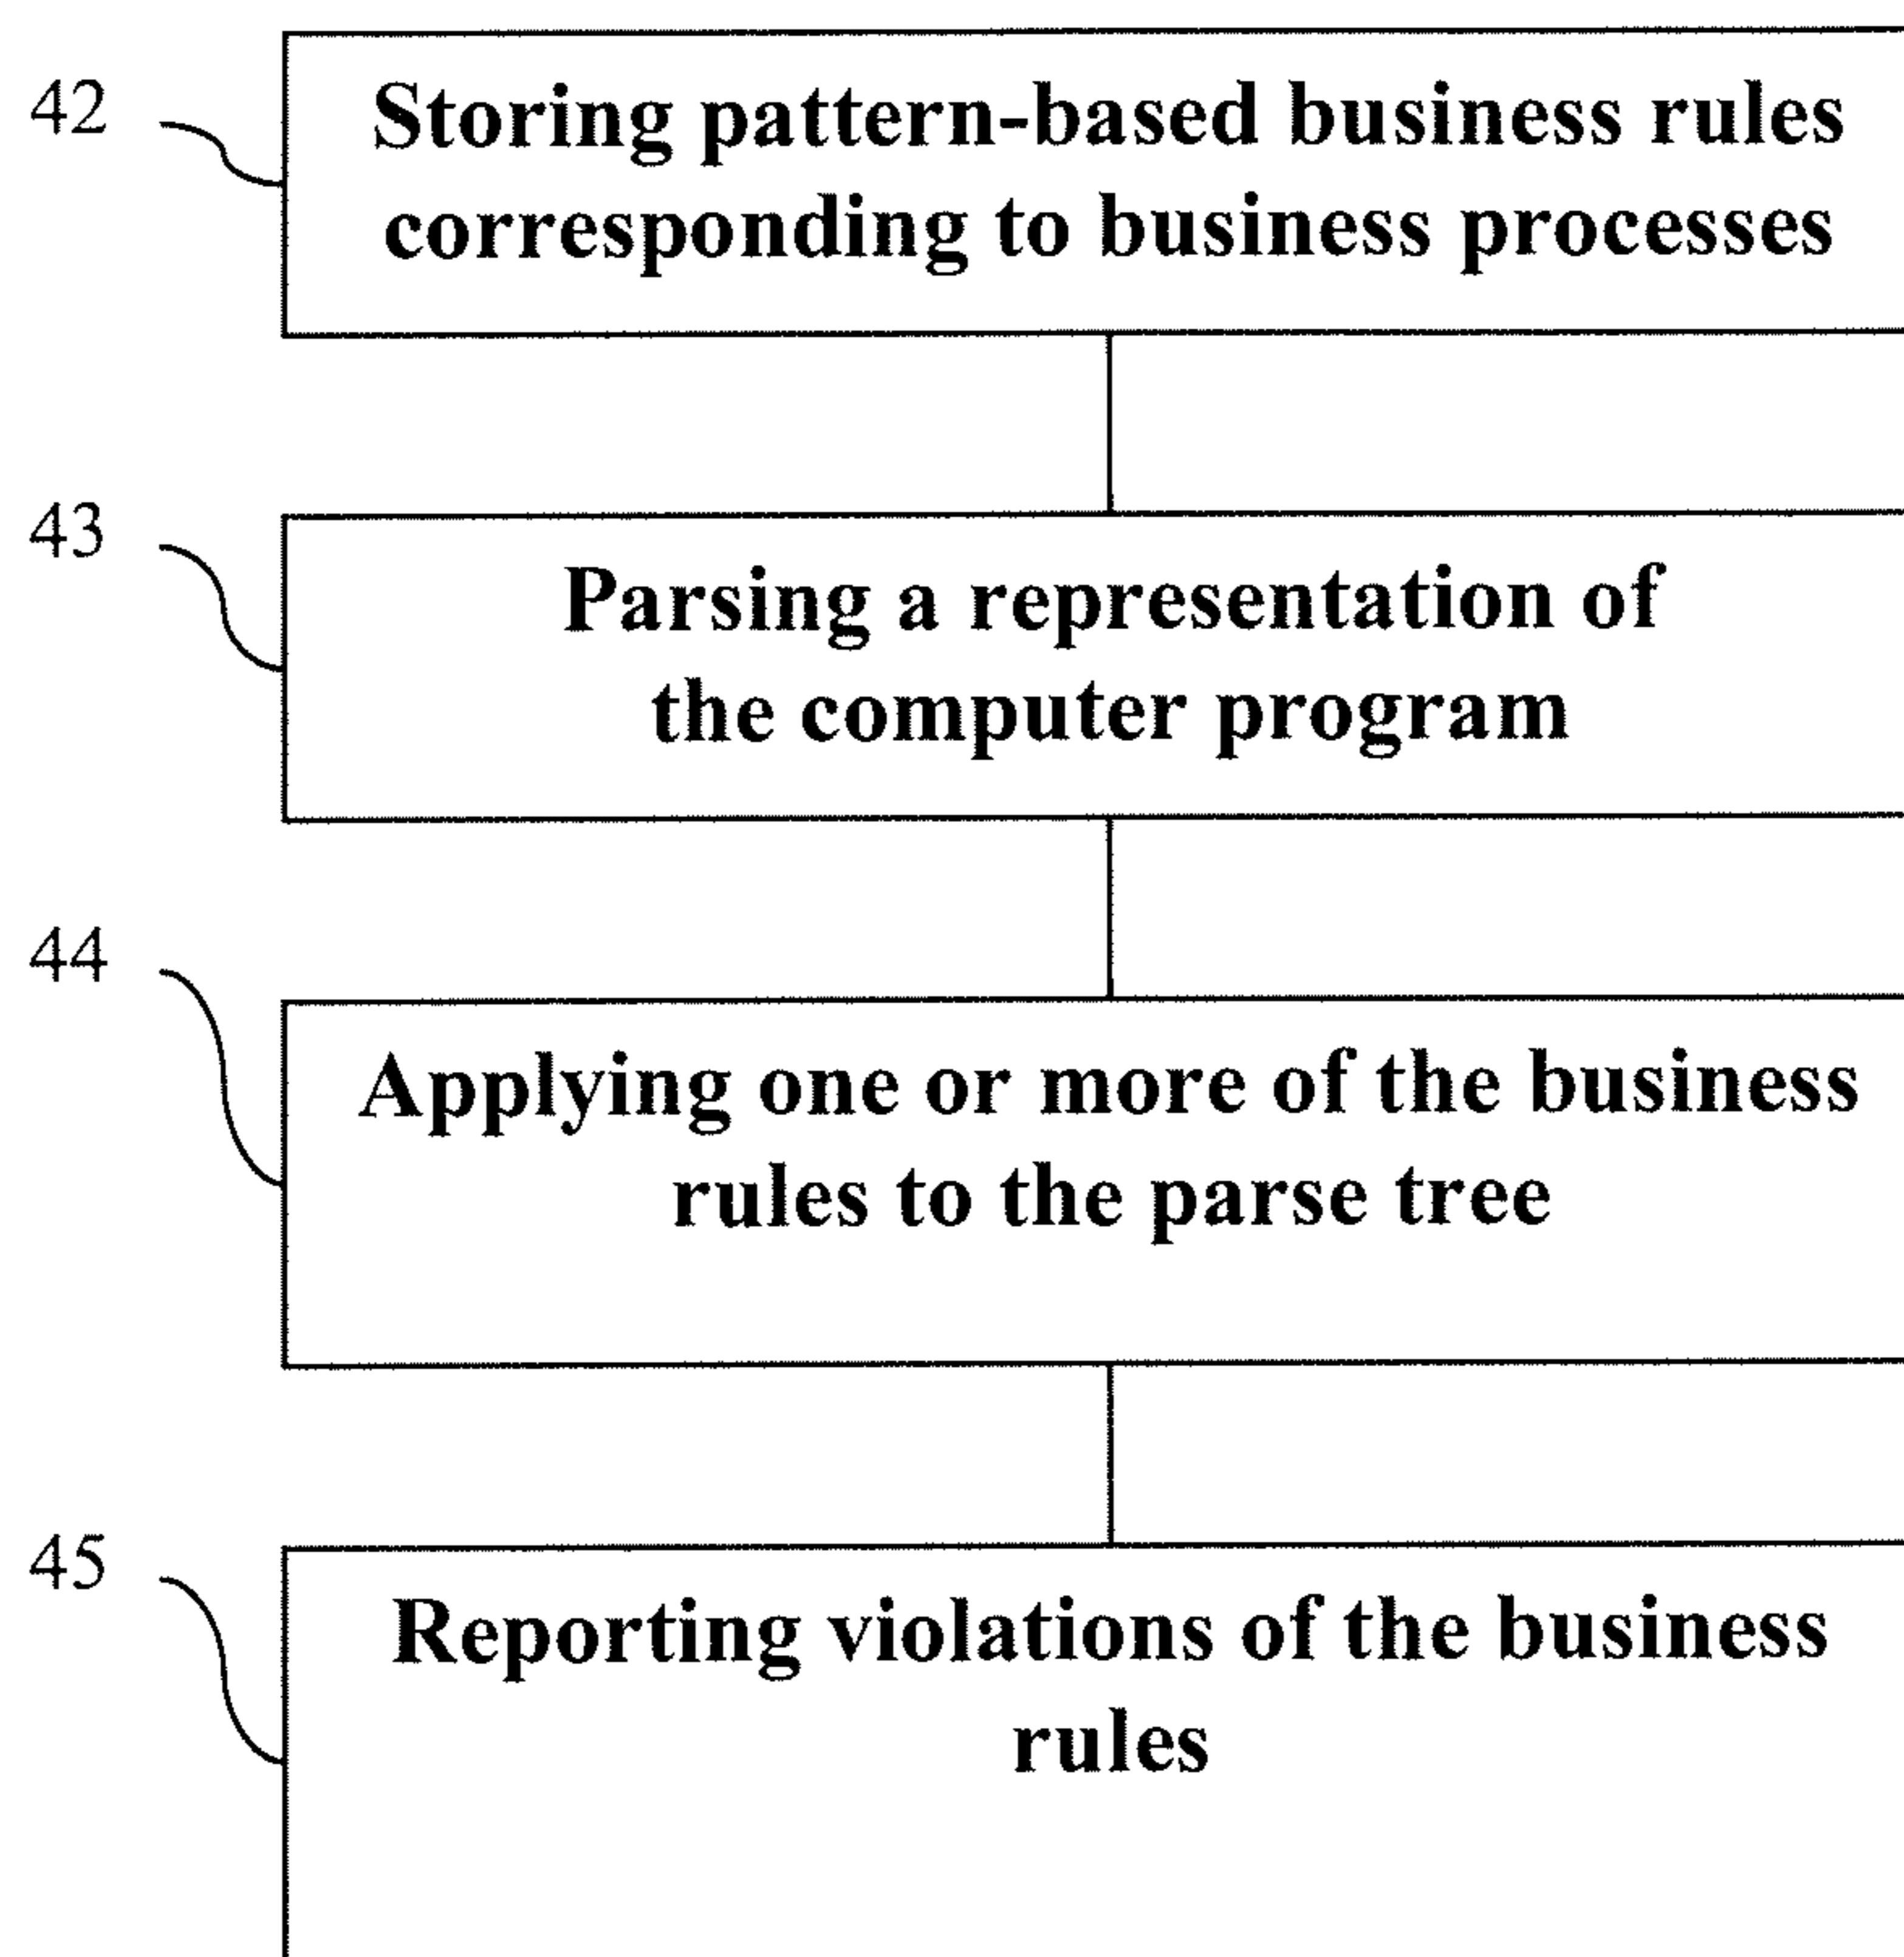 42
Storing pattern-based business rules
corresponding to business processes
43
Parsing a representation of
the computer program
44
Applying one or more of the business
rules to the parse tree
45
Reporting violations of the business
rules